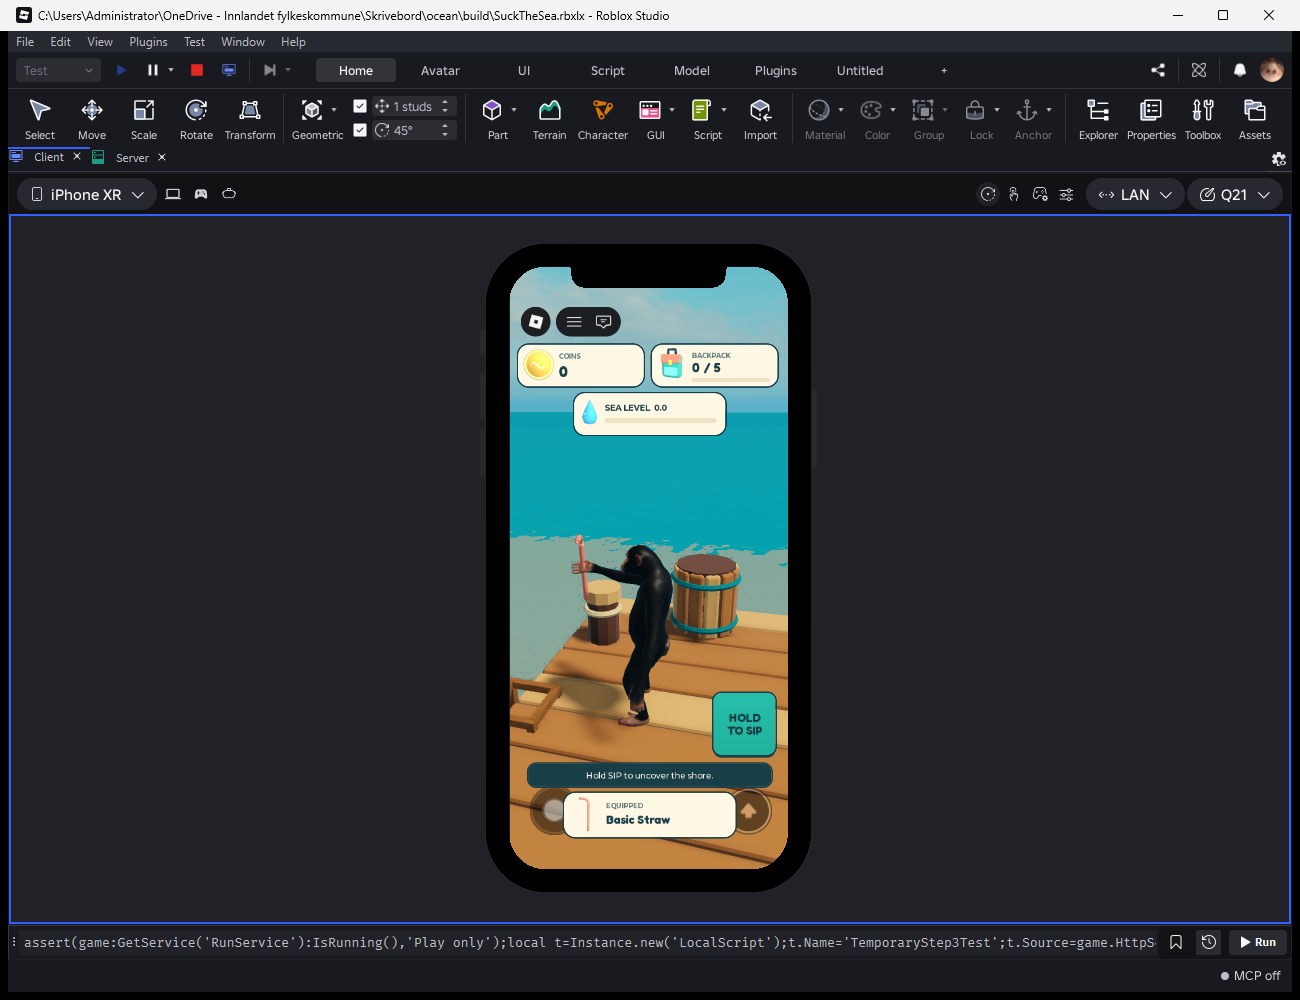 C:\Users\Administrator\OneDrive - Innlandet fylkeskommune\Skrivebord\ocean\build\SuckTheSea.rbxlx - Roblox Studio
File Edit View Plugins Test Window Help
Test Home Avatar UI Script Model Plugins Untitled +
1 studs
45°
Select Move Scale Rotate Transform Geometric Part Terrain Character GUI Script Import Material Color Group Lock Anchor Explorer Properties Toolbox Assets
Client Server
iPhone XR LAN Q21
COINS
0
BACKPACK
0 / 5
SEA LEVEL 0.0
HOLD
TO SIP
Hold SIP to uncover the shore.
EQUIPPED
Basic Straw
assert(game:GetService('RunService'):IsRunning(),'Play only');local t=Instance.new('LocalScript');t.Name='TemporaryStep3Test';t.Source=game.HttpS
Run
MCP off